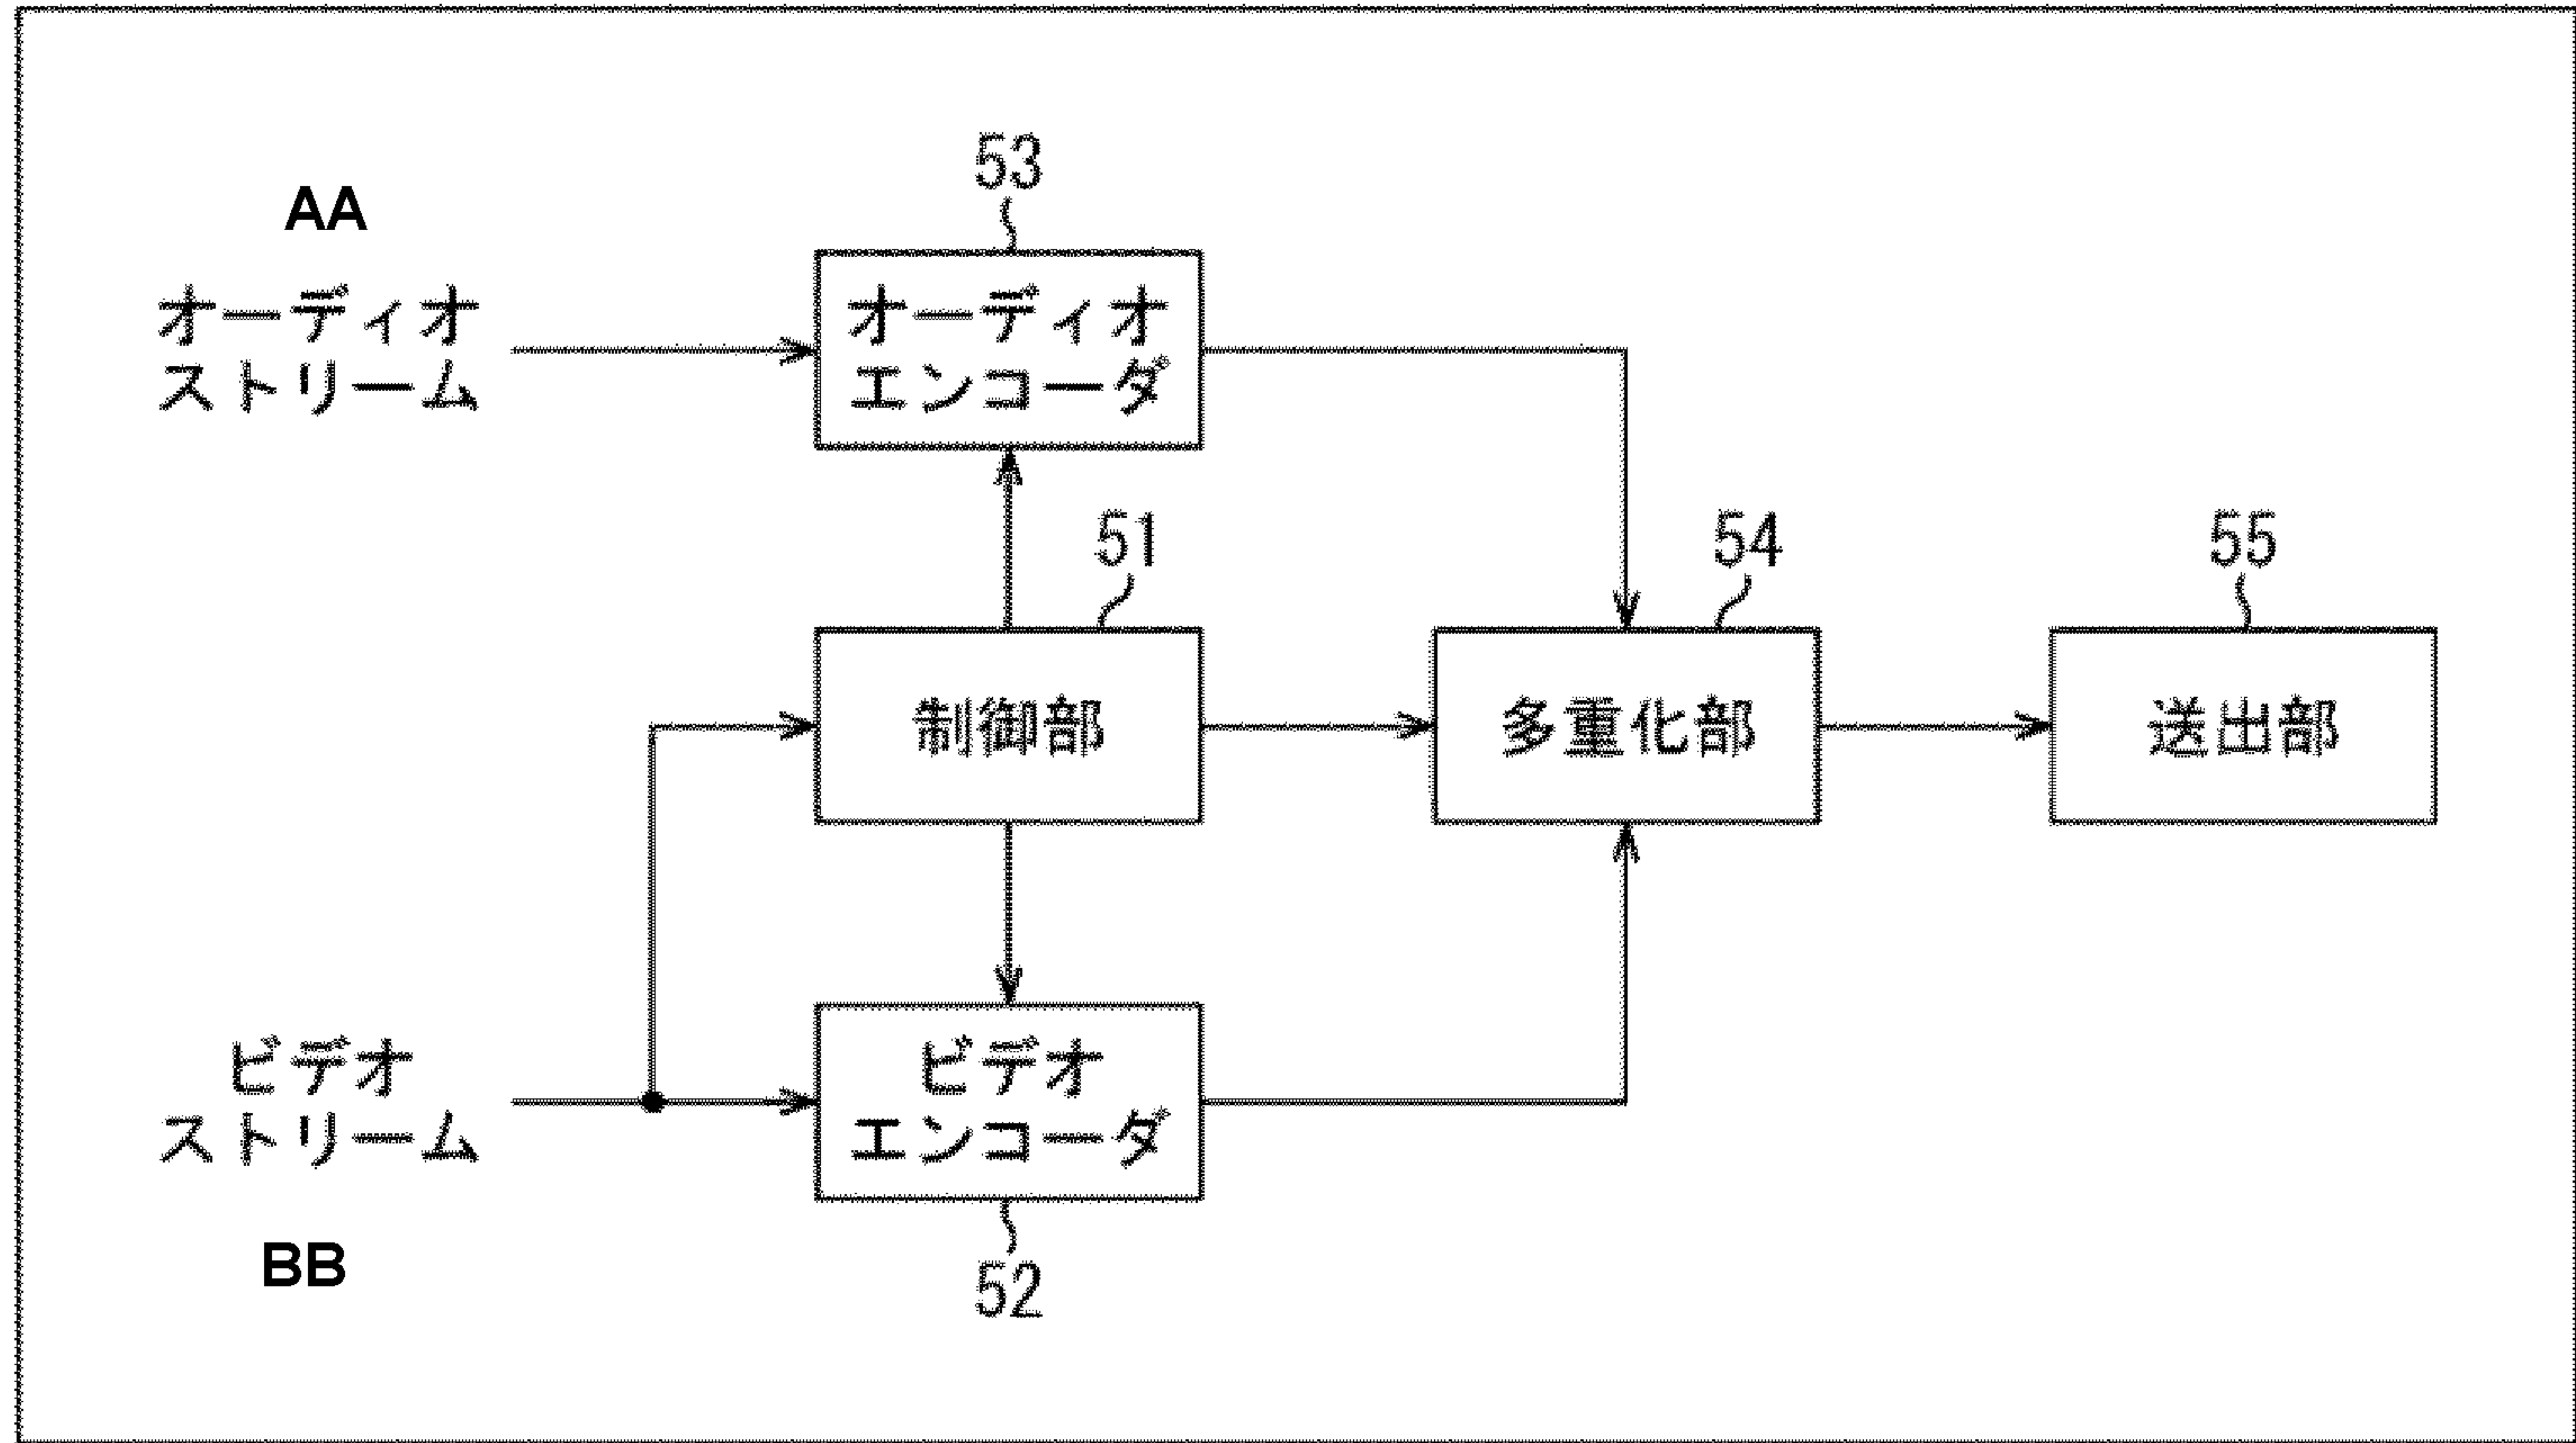 53
AA
オーディオ
ストリーム
オーディオ
エンコーダ
51
54
55
制御部
多重化部
送出部
ビデオ
ストリーム
ビデオ
エンコーダ
BB
52